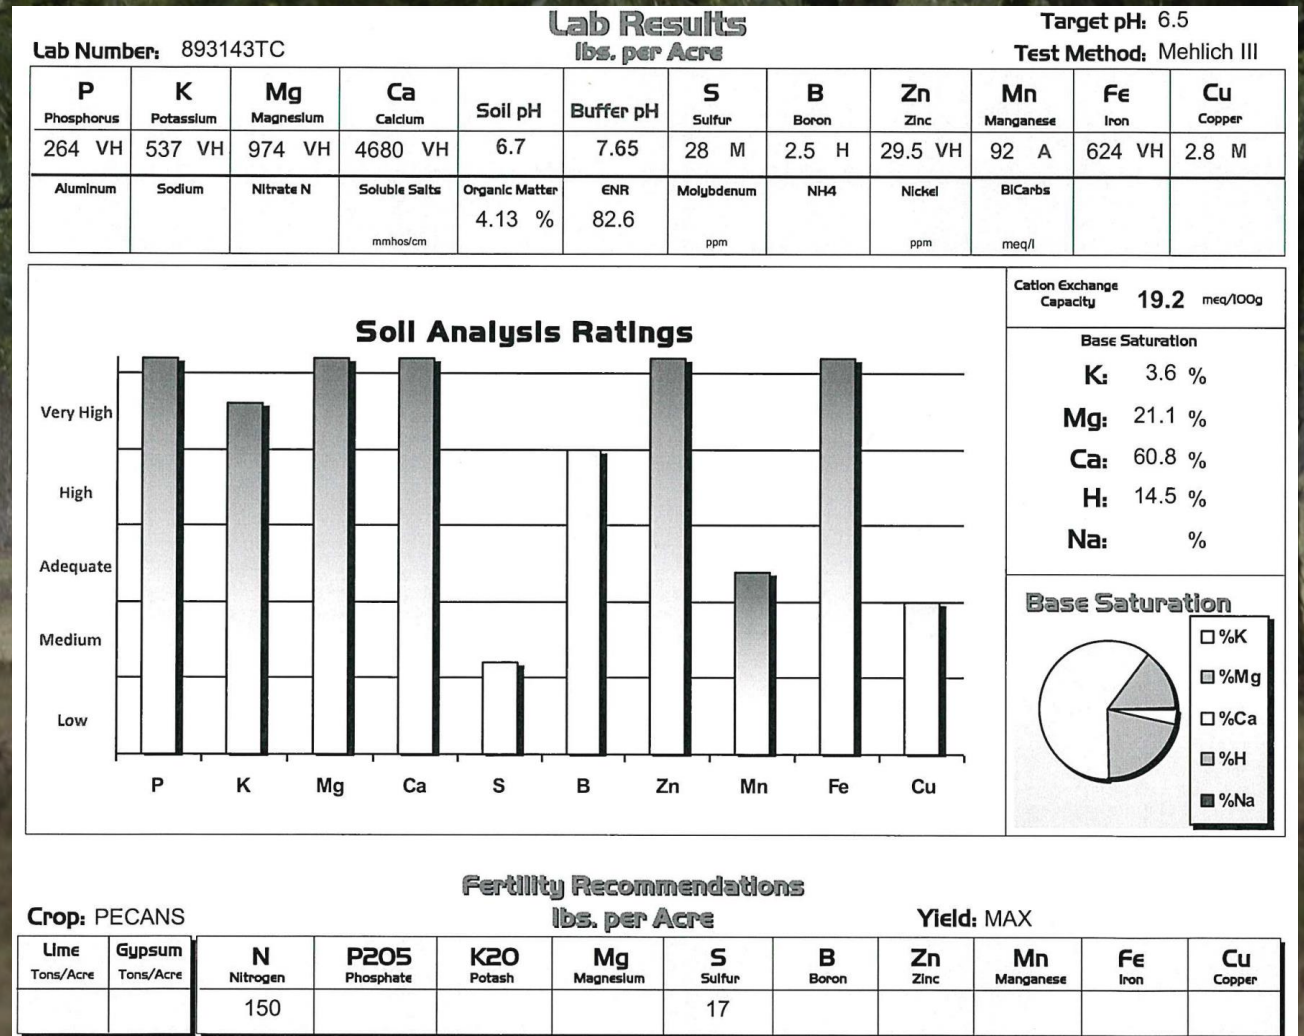 Lab Results
Target pH: 6.5
Lab Number: 893143TC
lbs. per Acre
Test Method: Mehlich III
P K Mg Ca Soil pH Buffer pH S B Zn Mn Fe Cu
Phosphorus Potassium Magnesium Calcium Sulfur Boron Zinc Manganese Iron Copper
264 VH 537 VH 974 VH 4680 VH 6.7 7.65 28 M 2.5 H 29.5 VH 92 A 624 VH 2.8 M
Aluminum Sodium Nitrate N Soluble Salts Organic Matter ENR Molybdenum NH4 Nickel BiCarbs
4.13 % 82.6
mmhos/cm ppm ppm meq/l
Soil Analysis Ratings
Very High
High
Adequate
Medium
Low
P K Mg Ca S B Zn Mn Fe Cu
Cation Exchange
Capacity 19.2 meq/100g
Base Saturation
K: 3.6 %
Mg: 21.1 %
Ca: 60.8 %
H: 14.5 %
Na: %
Base Saturation
%K
%Mg
%Ca
%H
%Na
Fertility Recommendations
Crop: PECANS
lbs. per Acre
Yield: MAX
Lime Gypsum N P2O5 K2O Mg S B Zn Mn Fe Cu
Tons/Acre Tons/Acre Nitrogen Phosphate Potash Magnesium Sulfur Boron Zinc Manganese Iron Copper
150 17